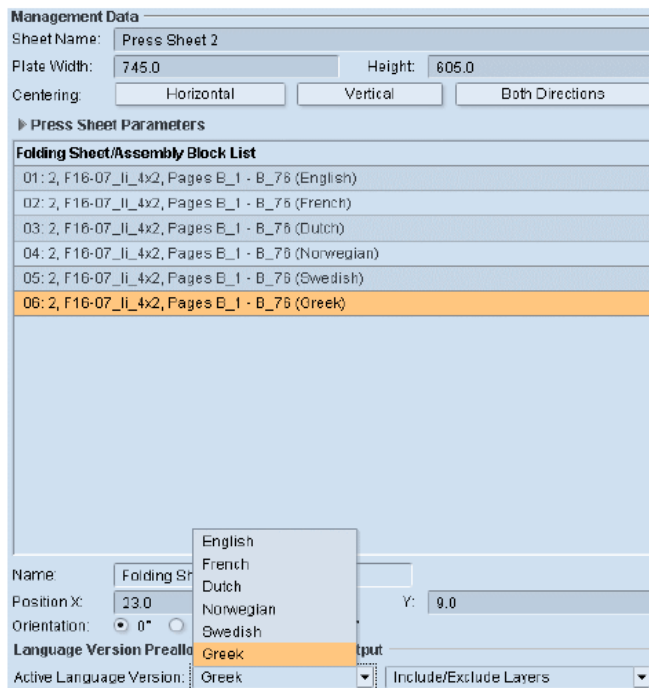 Management Data
Sheet Name: Press Sheet 2
Plate Width: 745.0 Height: 605.0
Centering: Horizontal Vertical Both Directions
Press Sheet Parameters
Folding Sheet/Assembly Block List
01: 2, F16-07_li_4x2, Pages B_1 - B_76 (English)
02: 2, F16-07_li_4x2, Pages B_1 - B_76 (French)
03: 2, F16-07_li_4x2, Pages B_1 - B_76 (Dutch)
04: 2, F16-07_li_4x2, Pages B_1 - B_76 (Norwegian)
05: 2, F16-07_li_4x2, Pages B_1 - B_76 (Swedish)
06: 2, F16-07_li_4x2, Pages B_1 - B_76 (Greek)
English
French
Name: Folding Sh
Dutch
Position X: 23.0 Norwegian Y: 9.0
Orientation: 0° Swedish °
Language Version Preallo Greek tput
Active Language Version: Greek Include/Exclude Layers